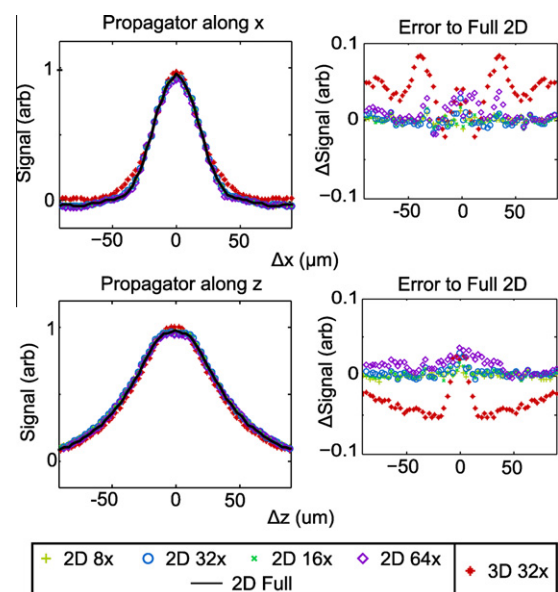 Propagator along x
Error to Full 2D
Signal (arb)
1
0
−50 0 50
Δx (µm)
ΔSignal (arb)
0.1
0
−0.1
-50 0 50
Propagator along z
Error to Full 2D
Signal (arb)
1
0
−50 0 50
Δz (um)
ΔSignal (arb)
0.1
0
−0.1
-50 0 50
2D 8x 2D 32x 2D 16x 2D 64x 3D 32x
2D Full